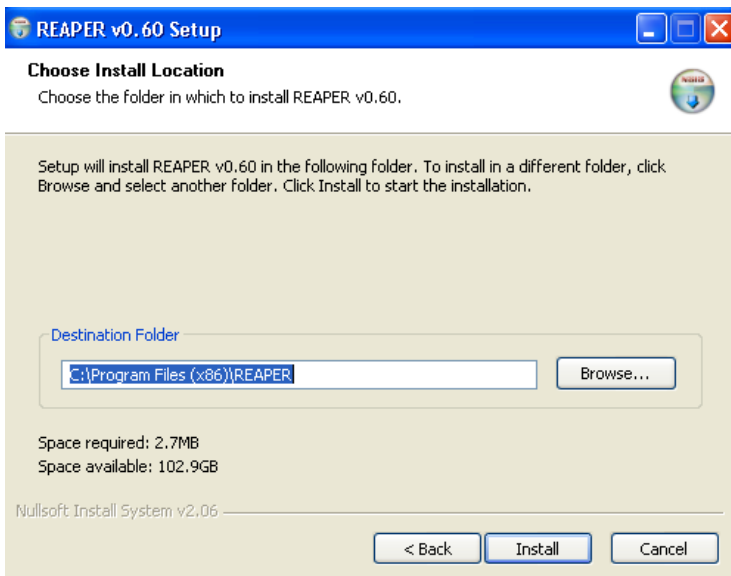 REAPER v0.60 Setup
Choose Install Location
Choose the folder in which to install REAPER v0.60.
Setup will install REAPER v0.60 in the following folder. To install in a different folder, click
Browse and select another folder. Click Install to start the installation.
Destination Folder
C:\Program Files (x86)\REAPER
Browse...
Space required: 2.7MB
Space available: 102.9GB
Nullsoft Install System v2.06
< Back
Install
Cancel